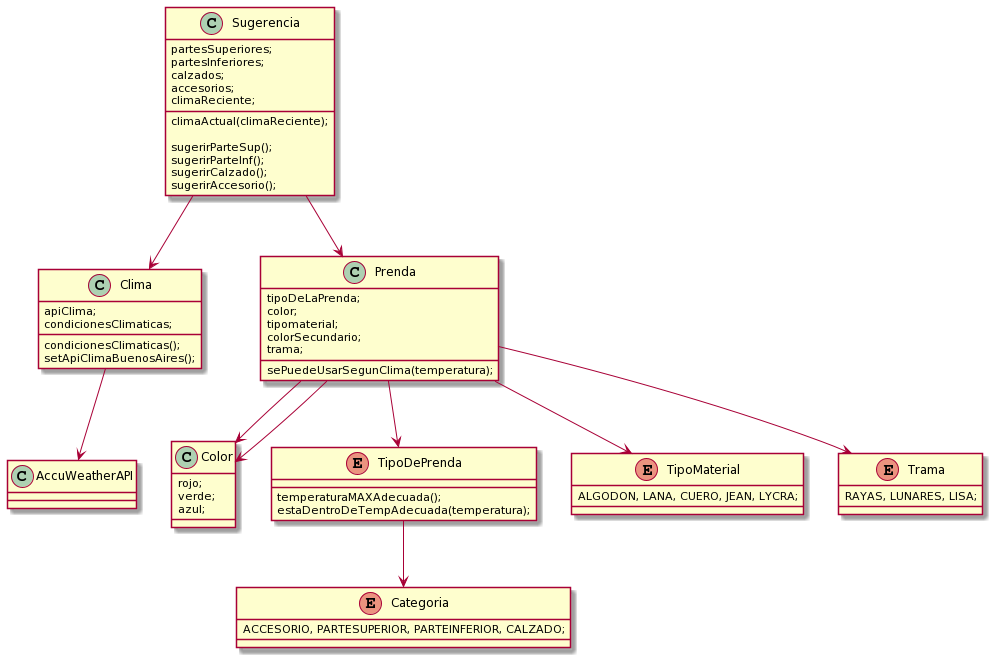 C Sugerencia
partesSuperiores;
partesInferiores;
calzados;
accesorios;
climaReciente;
climaActual(climaReciente);
sugerirParteSup();
sugerirParteInf();
sugerirCalzado();
sugerirAccesorio();
C Clima
apiClima;
condicionesClimaticas;
condicionesClimaticas();
setApiClimaBuenosAires();
C Prenda
tipoDeLaPrenda;
color;
tipomaterial;
colorSecundario;
trama;
sePuedeUsarSegunClima(temperatura);
C AccuWeatherAPI
C Color
rojo;
verde;
azul;
E TipoDePrenda
temperaturaMAXAdecuada();
estaDentroDeTempAdecuada(temperatura);
E TipoMaterial
ALGODON, LANA, CUERO, JEAN, LYCRA;
E Trama
RAYAS, LUNARES, LISA;
E Categoria
ACCESORIO, PARTESUPERIOR, PARTEINFERIOR, CALZADO;